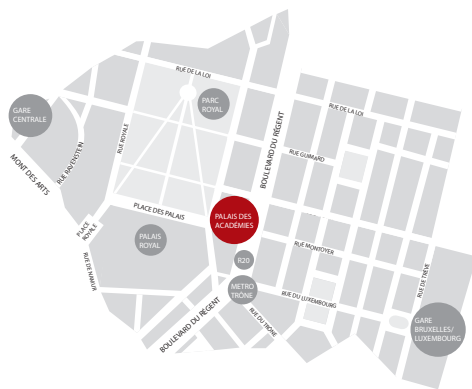 RUE DE LA LOI
GARE
CENTRALE
PARC
ROYAL
RUE DE LA LOI
RUE ROYALE
BOULEVARD DU RÉGENT
RUE GUIMARD
RUE RAVENSTEIN
MONT DES ARTS
PLACE DES PALAIS
PALAIS DES
ACADÉMIES
PLACE
ROYALE
PALAIS
ROYAL
RUE MONTOYER
R20
RUE DE NAMUR
RUE DE TRÈVE
METRO
TRÔNE
RUE DU LUXEMBOURG
BOULEVARD DU RÉGENT
RUE DU TRÔNE
GARE
BRUXELLES/
LUXEMBOURG